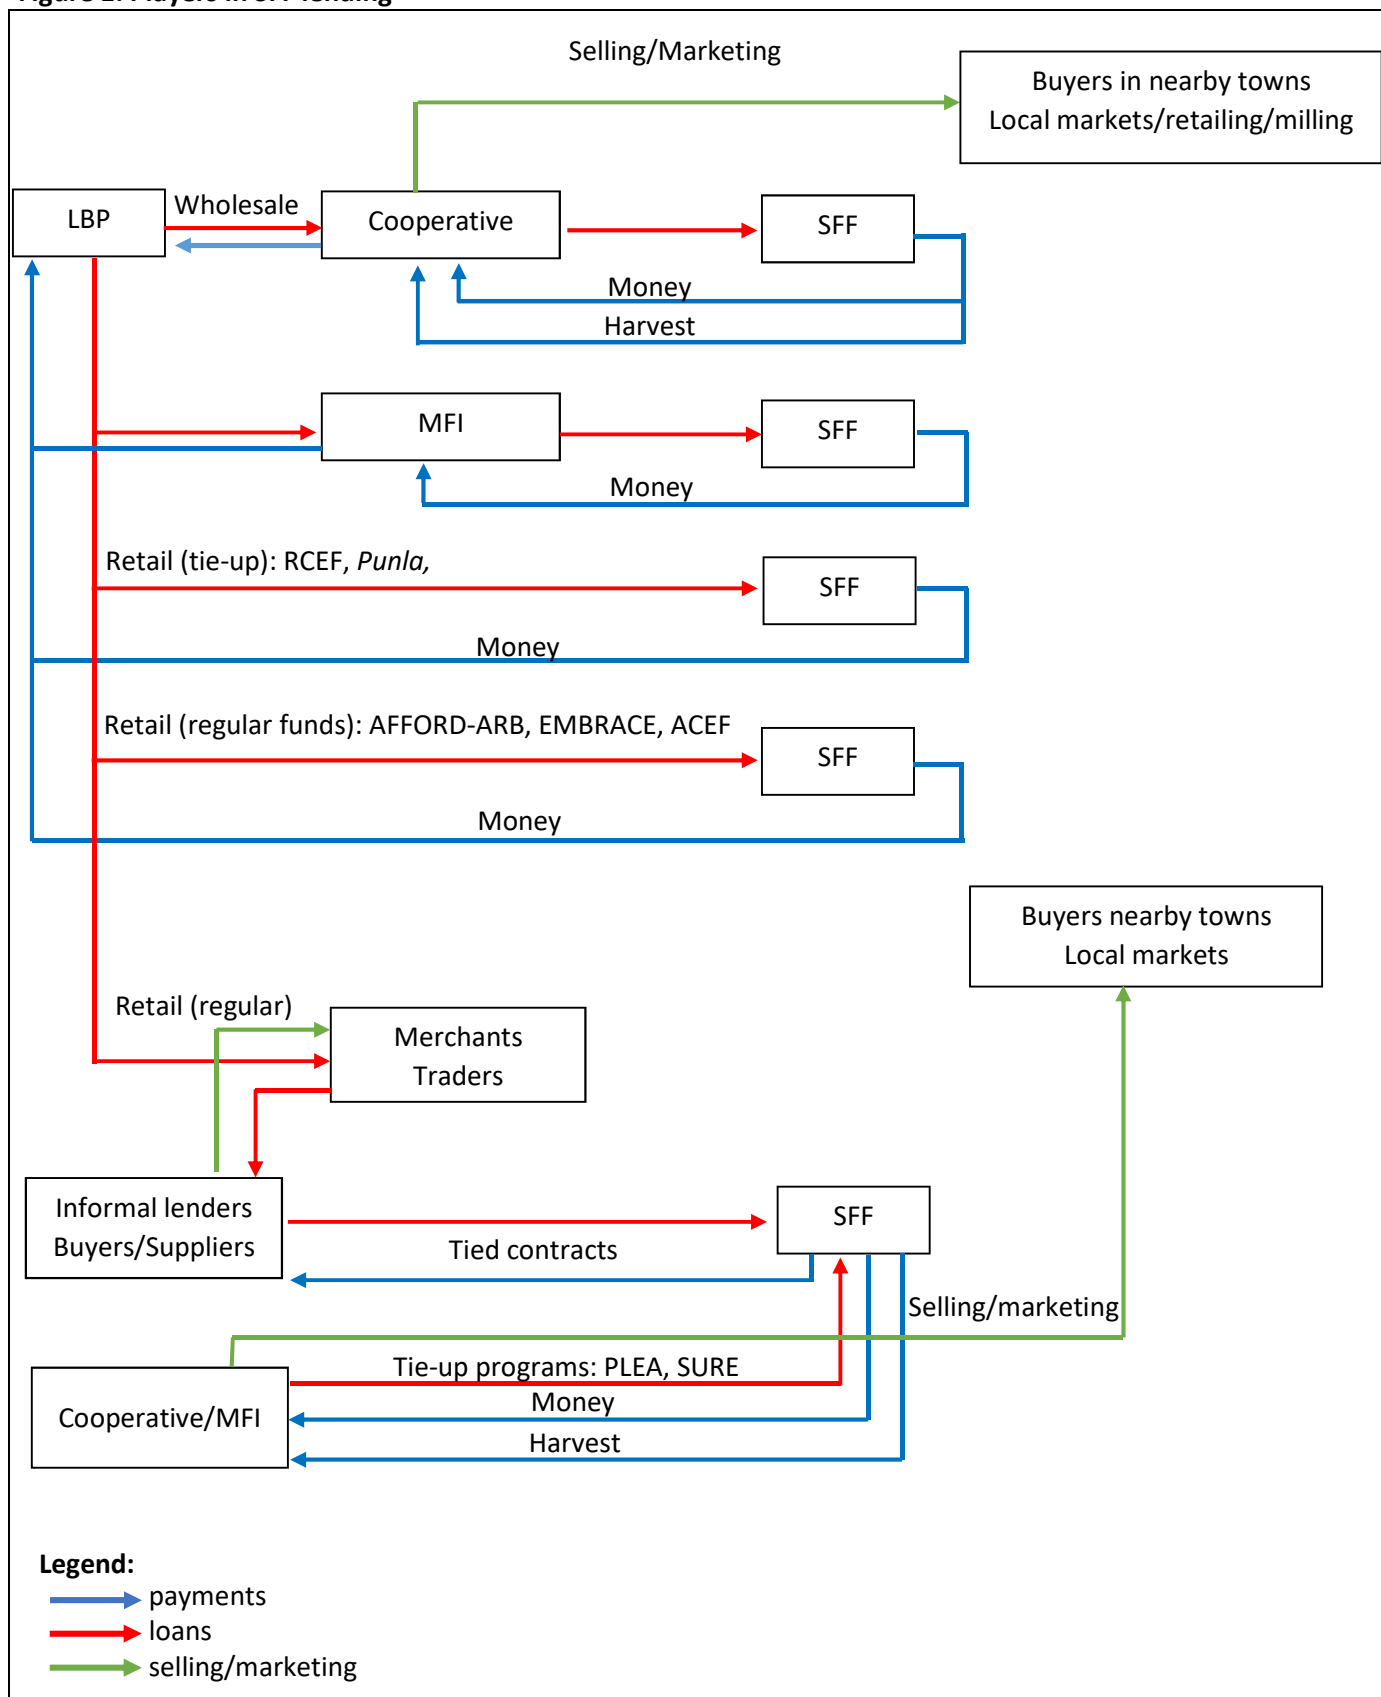 Selling/Marketing
Buyers in nearby towns
Local markets/retailing/milling
LBP
Wholesale
Cooperative
SFF
Money
Harvest
MFI
SFF
Money
Retail (tie-up): RCEF, Punla,
SFF
Money
Retail (regular funds): AFFORD-ARB, EMBRACE, ACEF
SFF
Money
Buyers nearby towns
Local markets
Retail (regular)
Merchants
Traders
Informal lenders
Buyers/Suppliers
SFF
Tied contracts
Selling/marketing
Tie-up programs: PLEA, SURE
Cooperative/MFI
Money
Harvest
Legend:
payments
loans
selling/marketing